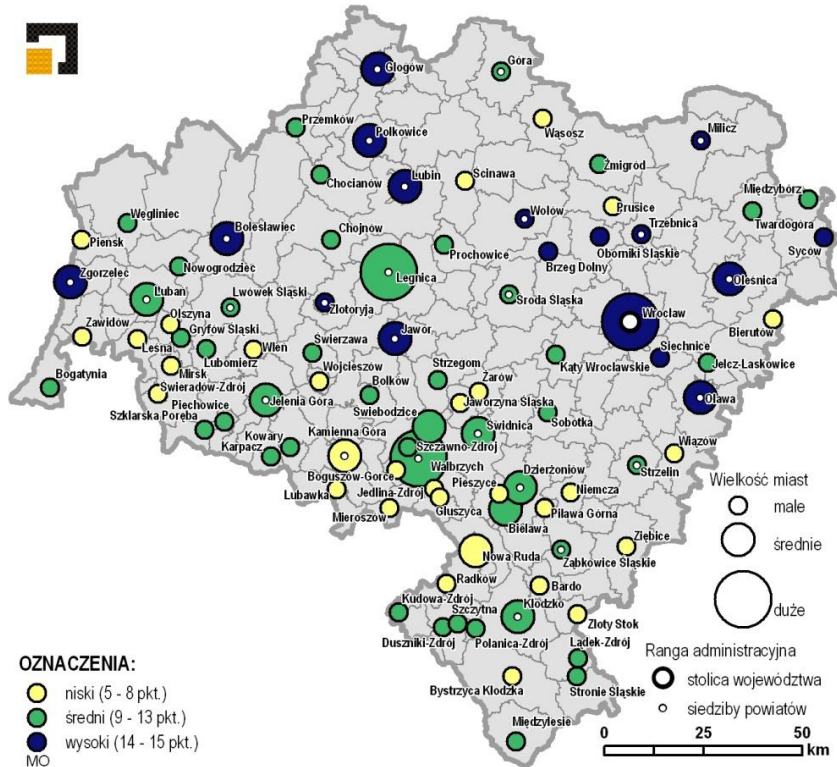 Głogów
Góra
Przemków
Wąsosz
Polkowice
Milicz
Lubin
Żmigród
Chocianów
Ścinawa
Międzybórz
Węgliniec
Prusice
Wołów
Twardogóra
Trzebnica
Bolesławiec
Chojnów
Pieńsk
Prochowice
Oborniki Śląskie
Syców
Brzeg Dolny
Nowogrodziec
Zgorzelec
Legnica
Oleśnica
Lubań
Lwówek Śląski
Środa Śląska
Złotoryja
Wrocław
Olszyna
Bierutów
Zawidów
Gryfów Śląski
Jawor
Siechnice
Leśna
Lubomierz
Wleń
Świerzawa
Kąty Wrocławskie
Jelcz-Laskowice
Mirsk
Strzegom
Wojcieszów
Żarów
Bogatynia
Świeradów-Zdrój
Bolków
Jaworzyna Śląska
Oława
Piechowice
Jelenia Góra
Świebodzice
Szklarska Poręba
Sobótka
Kamienna Góra
Świdnica
Kowary
Szczawno-Zdrój
Wiązów
Karpacz
Wałbrzych
Dzierżoniów
Strzelin
Boguszów-Gorce
Pieszyce
Jedlina-Zdrój
Niemcza
Lubawka
Głuszyca
Piława Górna
Mieroszów
Bielawa
Ziębice
Nowa Ruda
Ząbkowice Śląskie
Radków
Bardo
Kudowa-Zdrój
Szczytna
Kłodzko
Złoty Stok
Duszniki-Zdrój
Polanica-Zdrój
Lądek-Zdrój
Bystrzyca Kłodzka
Stronie Śląskie
Międzylesie
Wielkość miast
małe
średnie
duże
Ranga administracyjna
stolica województwa
siedziby powiatów
0 25 50
km
OZNACZENIA:
niski (5 - 8 pkt.)
średni (9 - 13 pkt.)
wysoki (14 - 15 pkt.)
MO